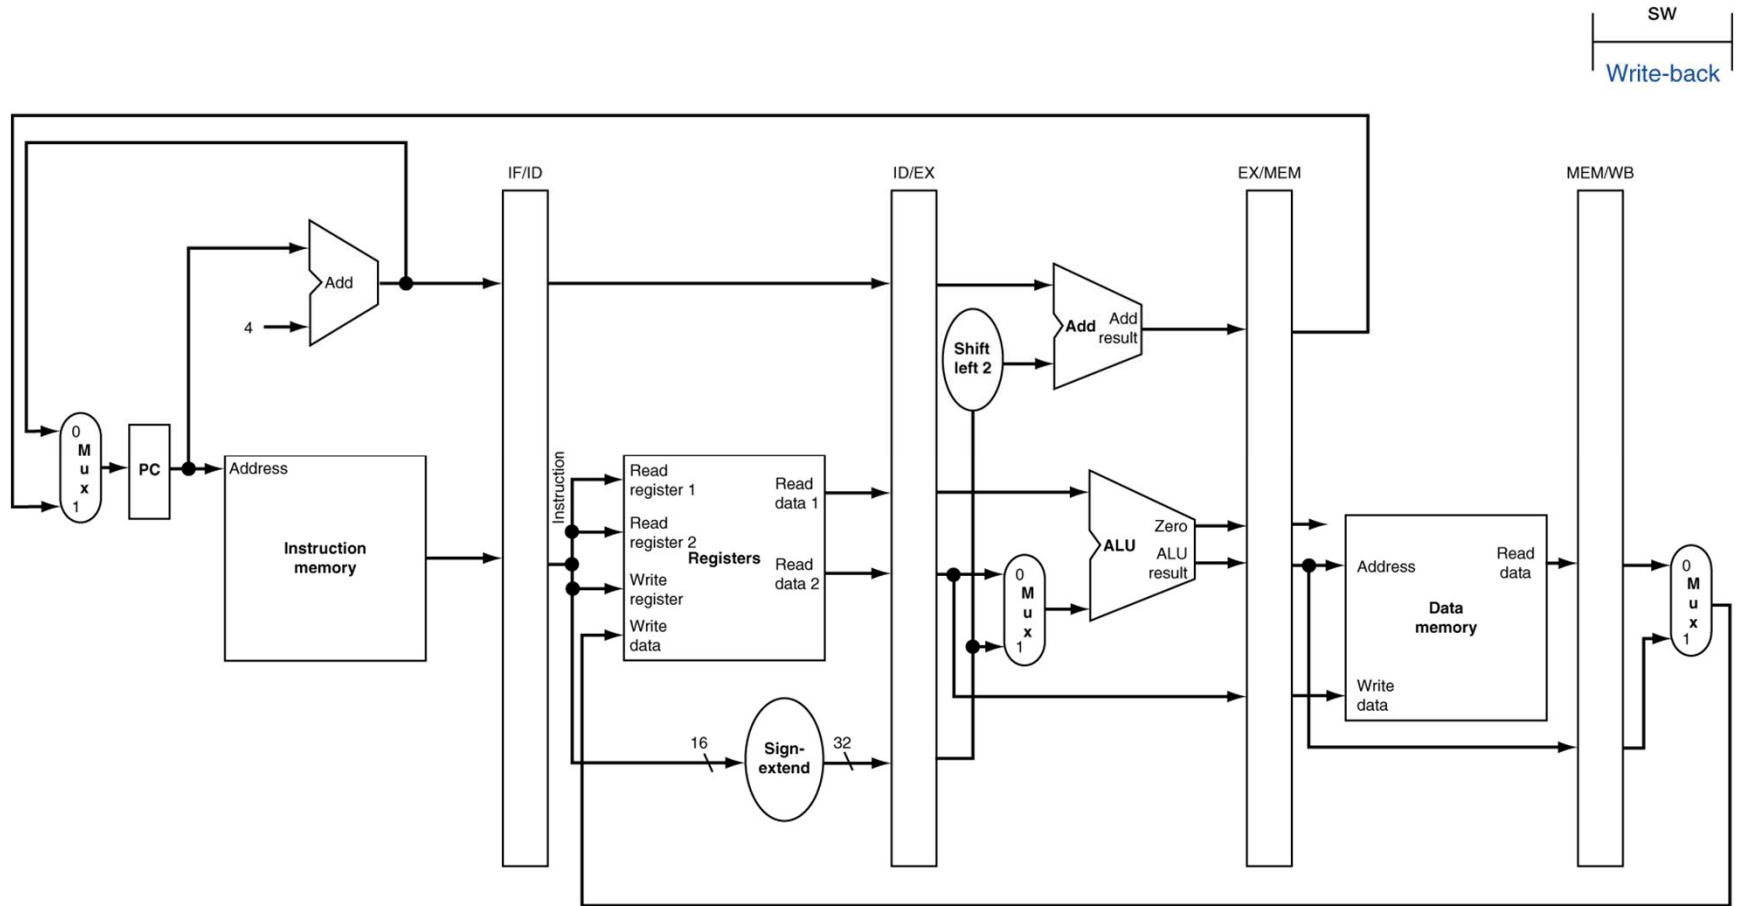 SW
Write-back
IF/ID
ID/EX
EX/MEM
MEM/WB
Add
4
Add
Add
result
Shift
left 2
0
M
u
x
1
PC
Address
Instruction
memory
Instruction
Read
register 1
Read
register 2
Write
register
Write
data
Registers
Read
data 1
Read
data 2
16
Sign-
extend
32
0
M
u
x
1
Zero
ALU
ALU
result
Address
Read
data
Data
memory
Write
data
0
M
u
x
1